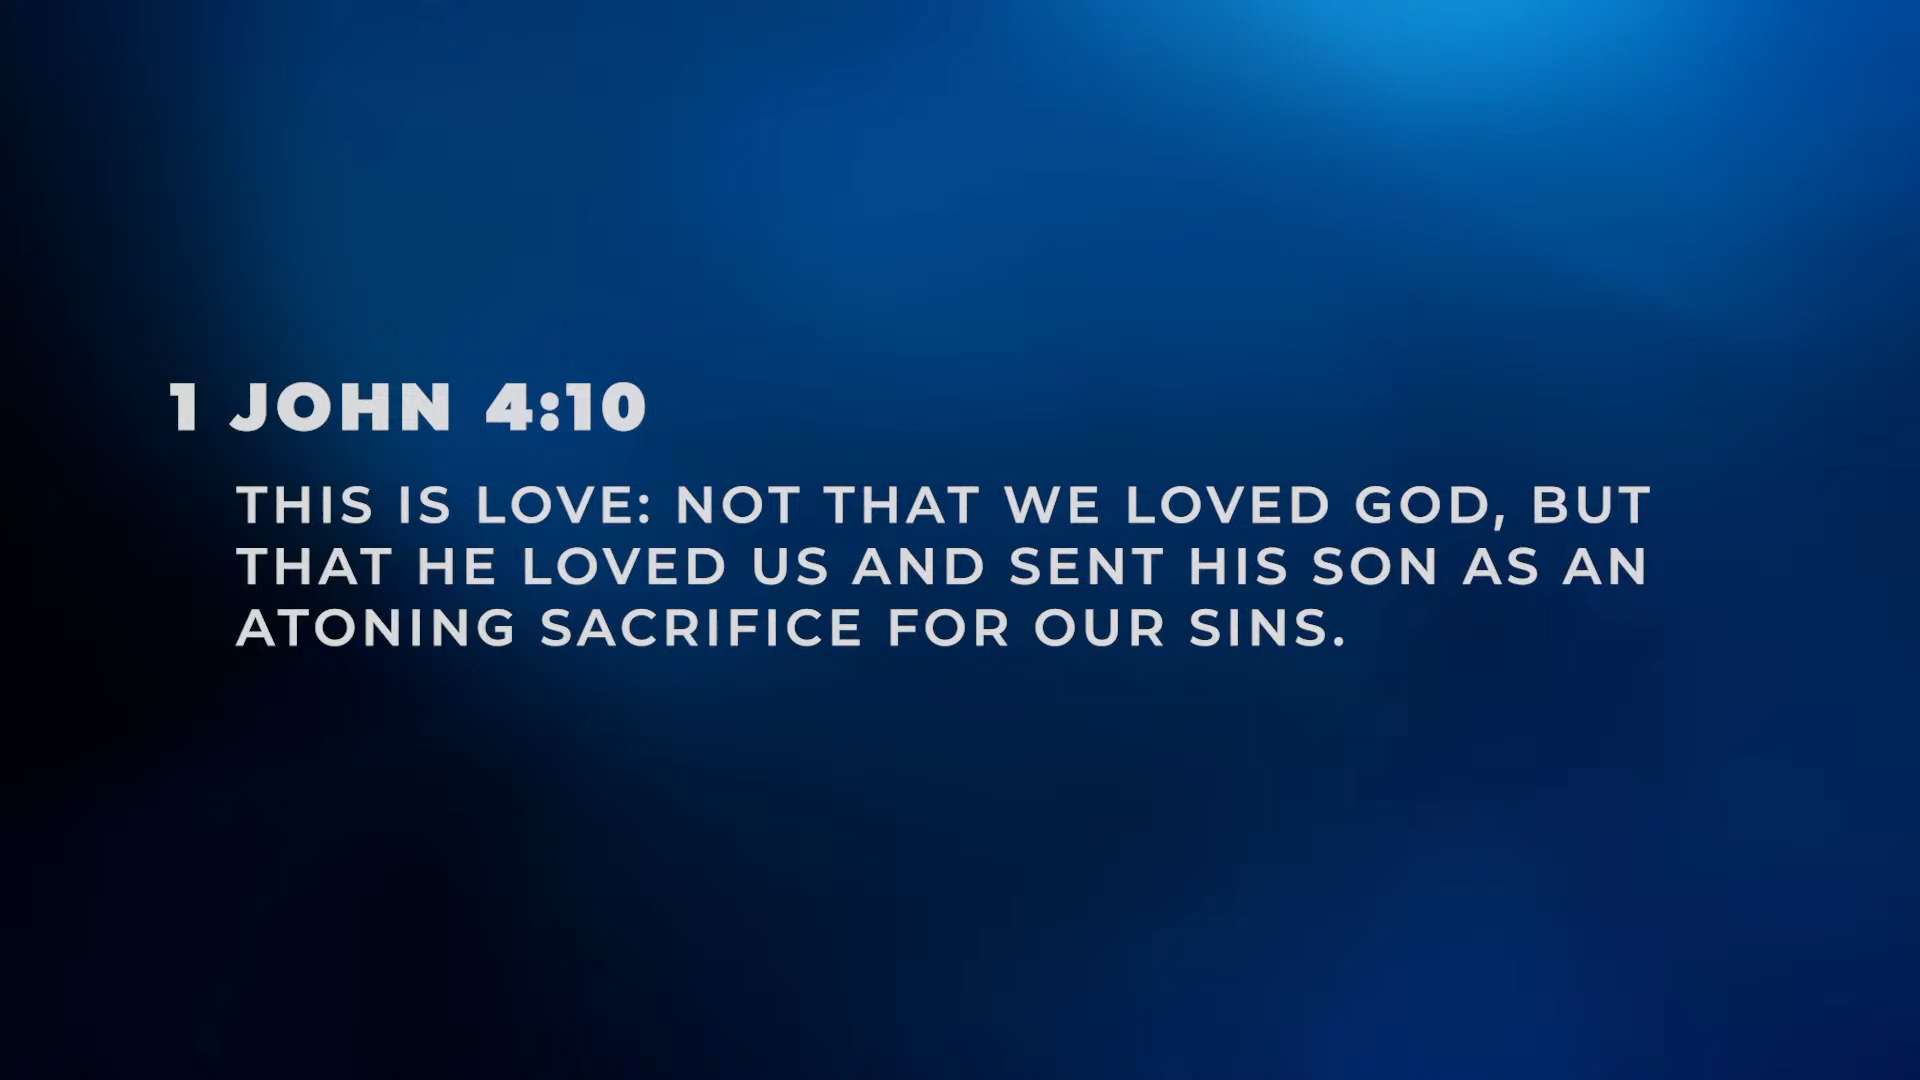 1 JOHN 4:10
THIS IS LOVE: NOT THAT WE LOVED GOD, BUT
THAT HE LOVED US AND SENT HIS SON AS AN
ATONING SACRIFICE FOR OUR SINS.